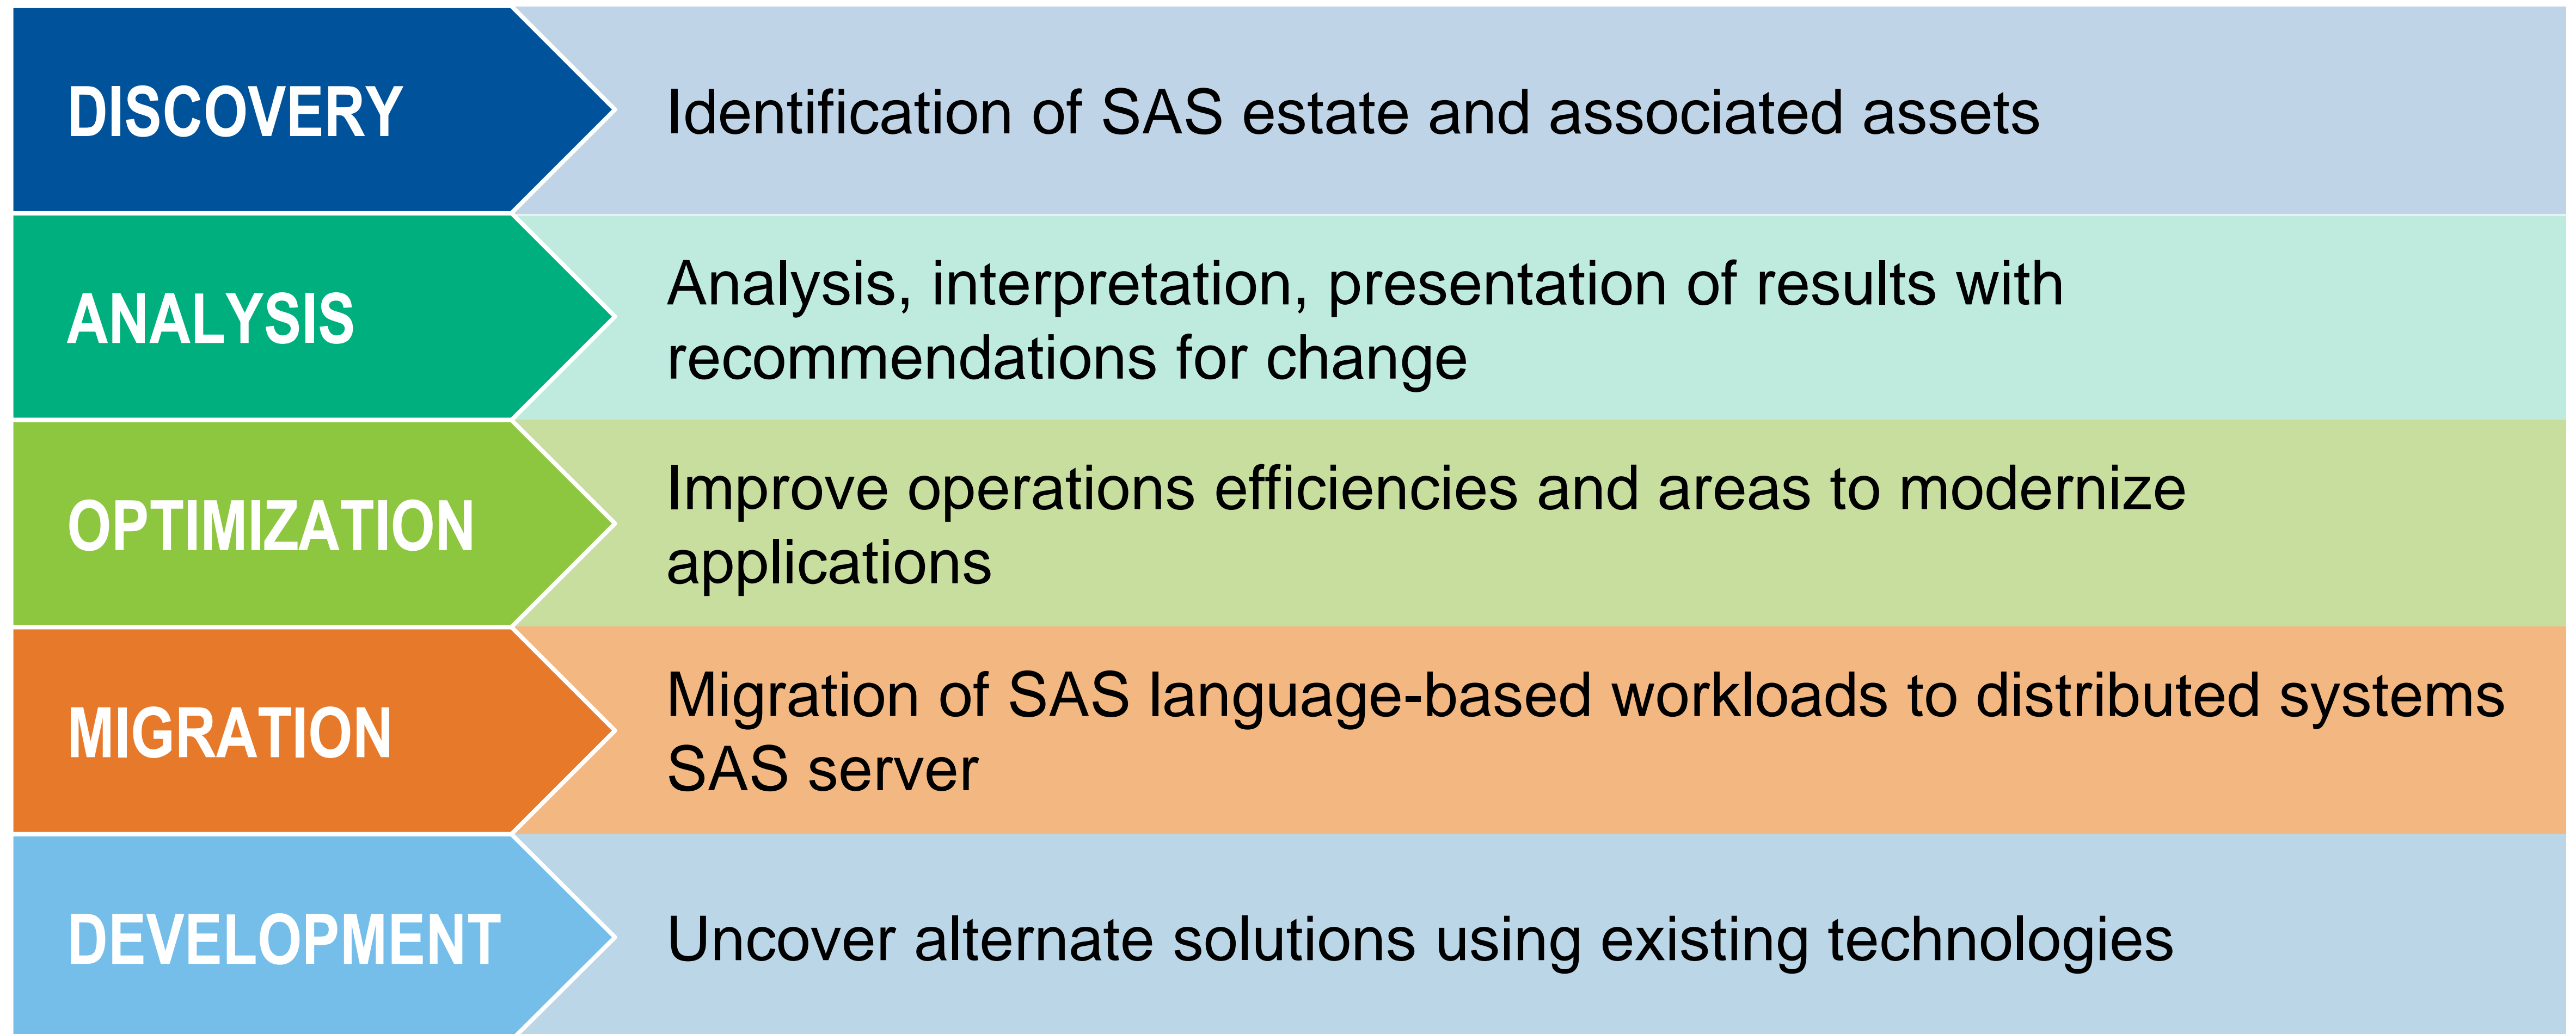 DISCOVERY
Identification of SAS estate and associated assets
ANALYSIS
Analysis, interpretation, presentation of results with
recommendations for change
OPTIMIZATION
Improve operations efficiencies and areas to modernize
applications
MIGRATION
Migration of SAS language-based workloads to distributed systems
SAS server
DEVELOPMENT
Uncover alternate solutions using existing technologies